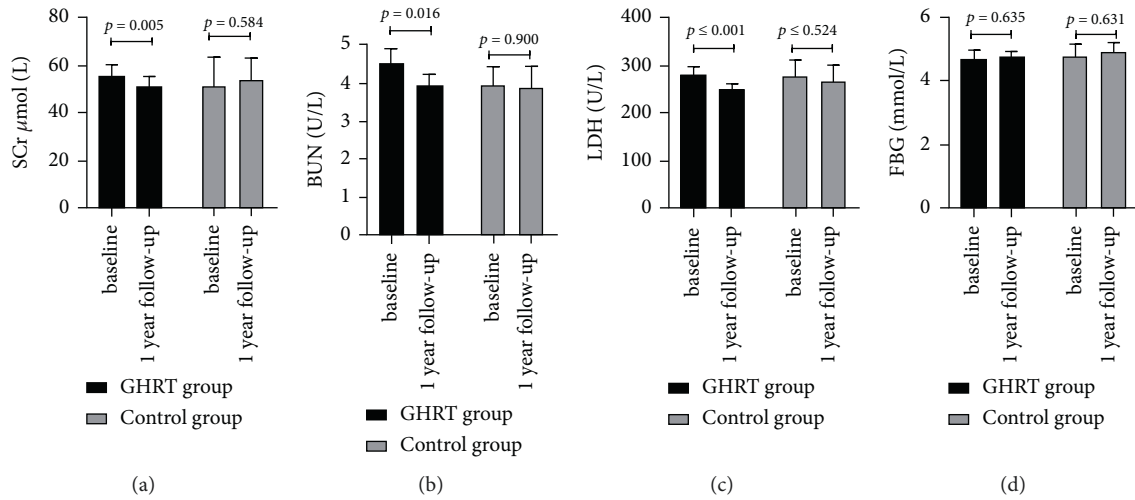 p = 0.005
p = 0.584
80
60
40
20
0
SCr μmol (L)
baseline
1 year follow-up
baseline
1 year follow-up
GHRT group
Control group
(a)
p = 0.016
p = 0.900
5
4
3
2
1
0
BUN (U/L)
baseline
1 year follow-up
baseline
1 year follow-up
GHRT group
Control group
(b)
p ≤ 0.001
p ≤ 0.524
400
300
200
100
0
LDH (U/L)
baseline
1 year follow-up
baseline
1 year follow-up
GHRT group
Control group
(c)
p = 0.635
p = 0.631
6
4
2
0
FBG (mmol/L)
baseline
1 year follow-up
baseline
1 year follow-up
GHRT group
Control group
(d)